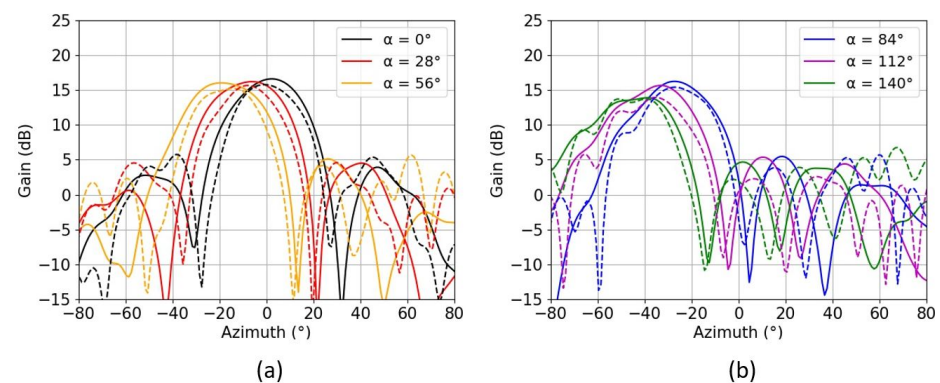 25
20
15
10
5
0
−5
−10
−15
Gain (dB)
−80 −60 −40 −20 0 20 40 60 80
Azimuth (°)
α = 0°
α = 28°
α = 56°
(a)
25
20
15
10
5
0
−5
−10
−15
Gain (dB)
−80 −60 −40 −20 0 20 40 60 80
Azimuth (°)
α = 84°
α = 112°
α = 140°
(b)